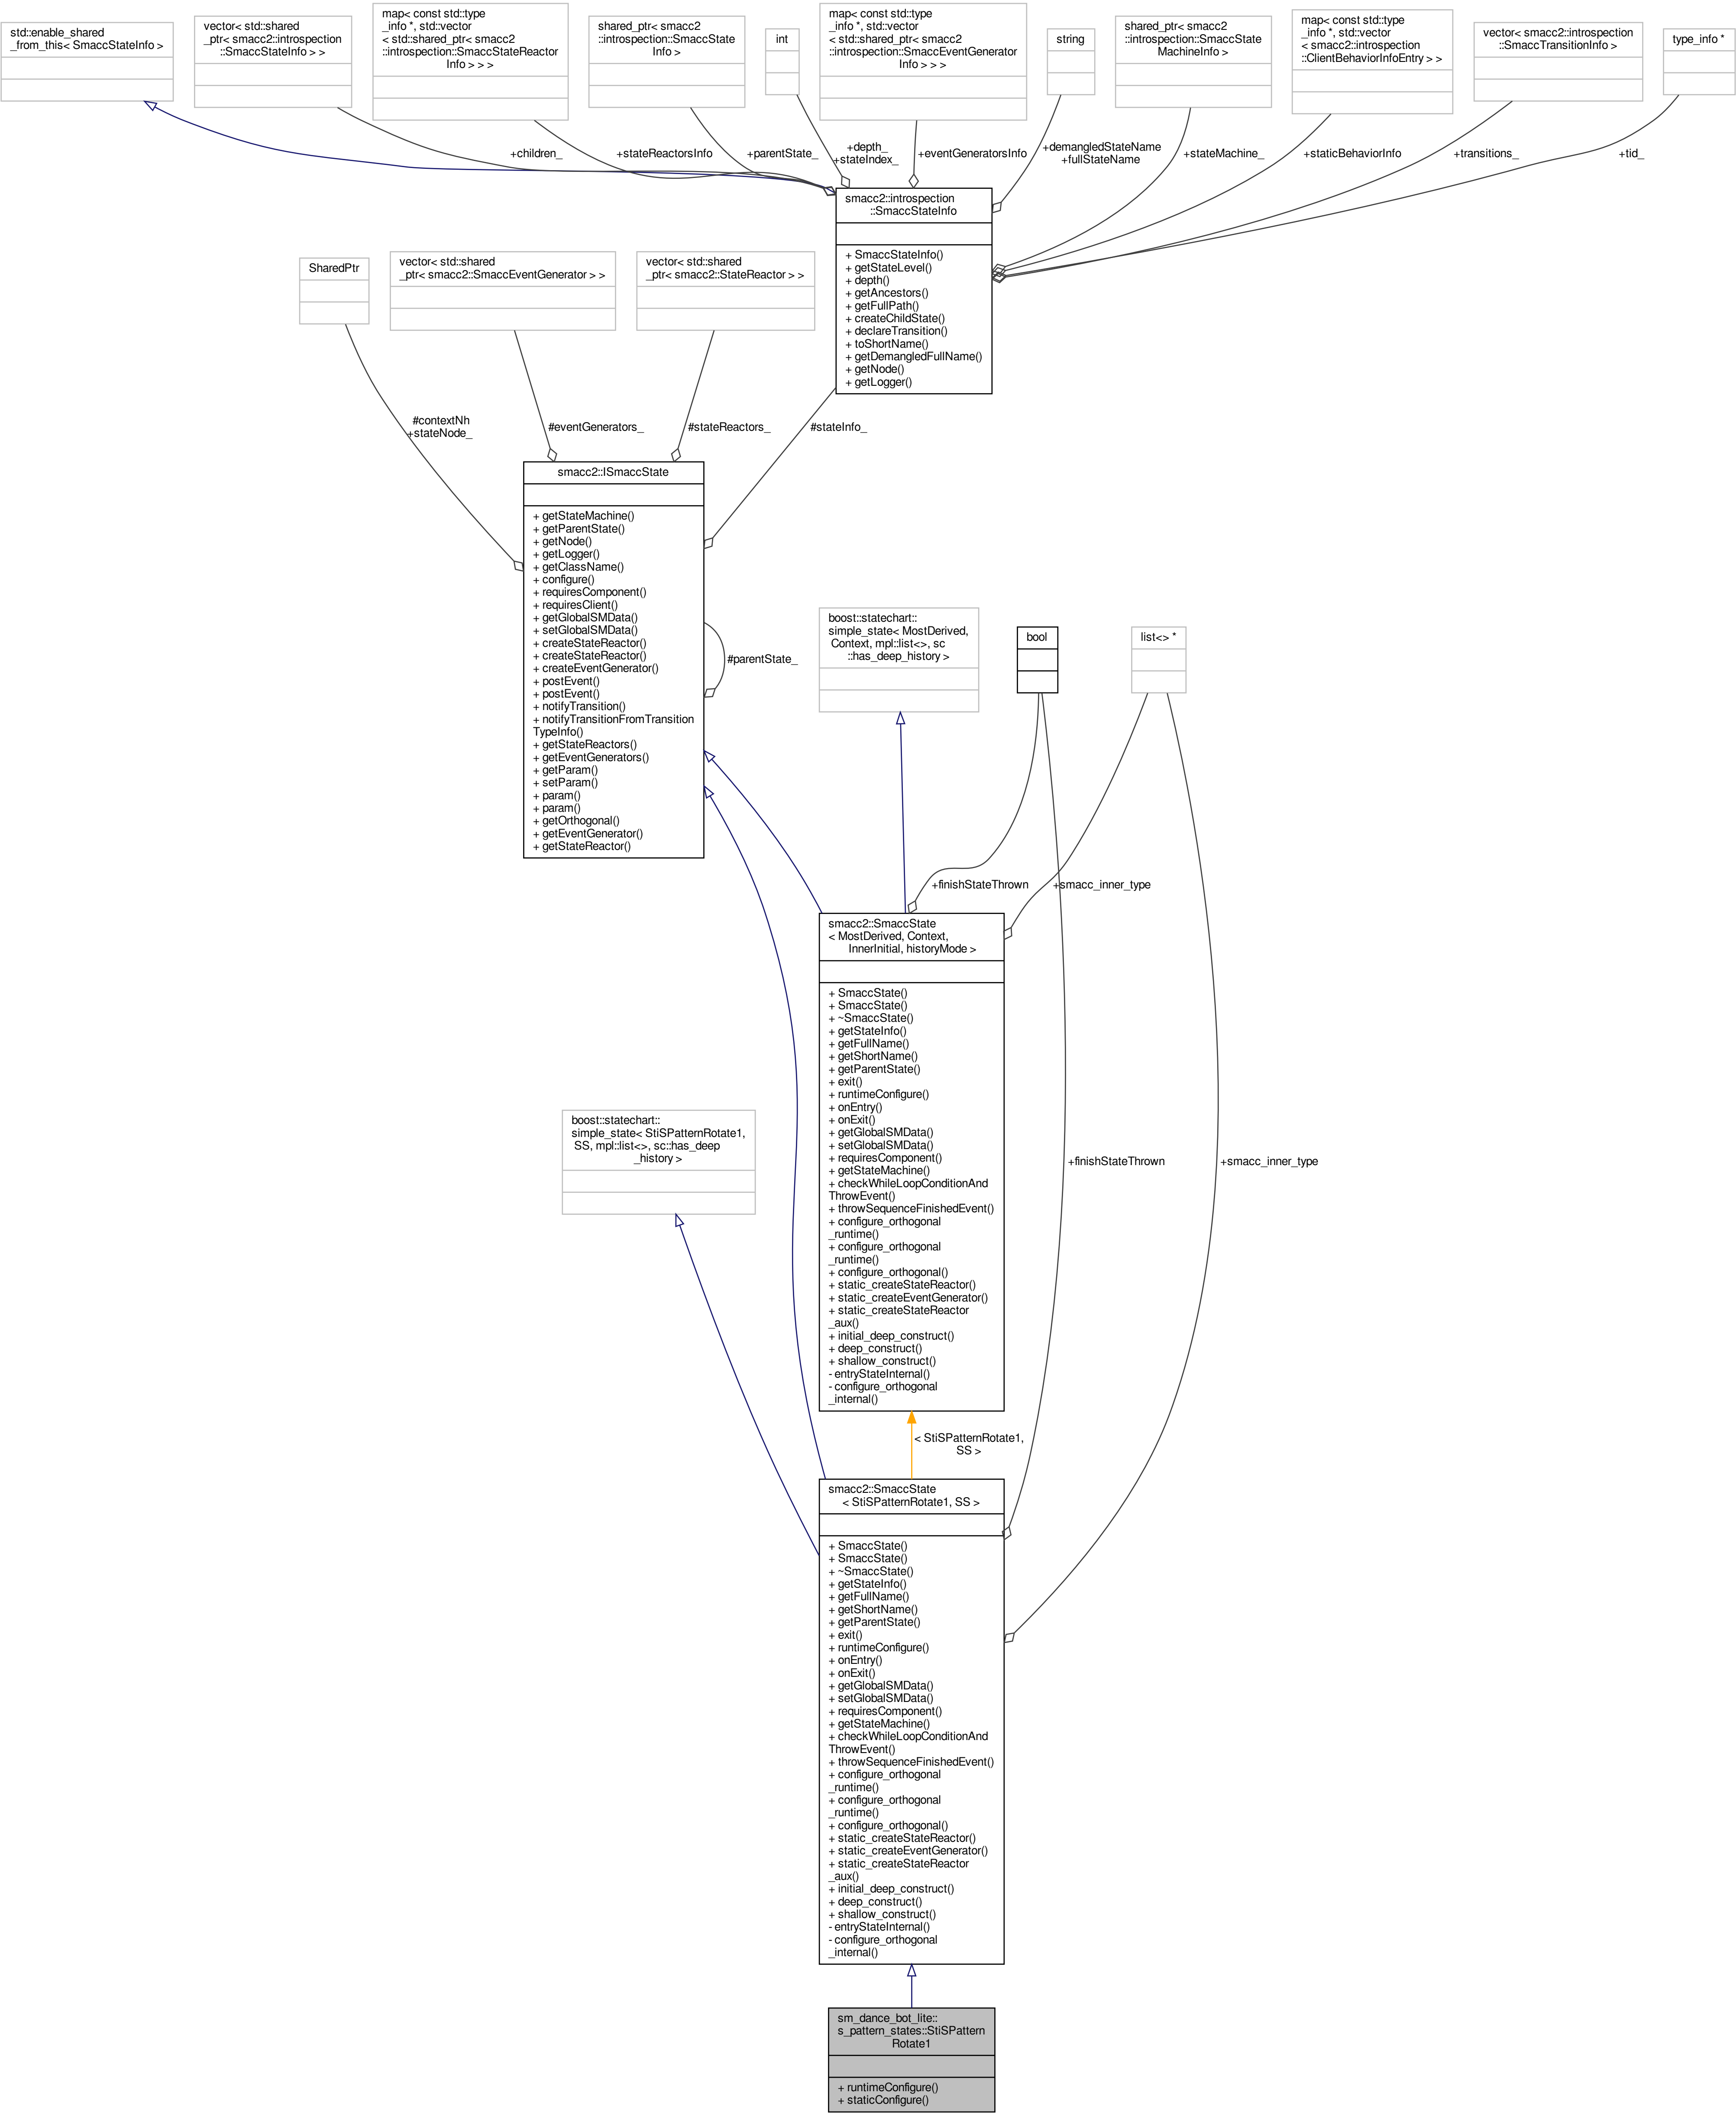 std::enable_shared
_from_this< SmaccStateInfo >
vector< std::shared
_ptr< smacc2::introspection
::SmaccStateInfo > >
map< const std::type
_info *, std::vector
< std::shared_ptr< smacc2
::introspection::SmaccStateReactor
Info > > >
shared_ptr< smacc2
::introspection::SmaccState
Info >
int
map< const std::type
_info *, std::vector
< std::shared_ptr< smacc2
::introspection::SmaccEventGenerator
Info > > >
string
shared_ptr< smacc2
::introspection::SmaccState
MachineInfo >
map< const std::type
_info *, std::vector
< smacc2::introspection
::ClientBehaviorInfoEntry > >
vector< smacc2::introspection
::SmaccTransitionInfo >
type_info *
+children_
+stateReactorsInfo
+parentState_
+depth_
+stateIndex_
+eventGeneratorsInfo
+demangledStateName
+fullStateName
+stateMachine_
+staticBehaviorInfo
+transitions_
+tid_
smacc2::introspection
::SmaccStateInfo
+ SmaccStateInfo()
+ getStateLevel()
+ depth()
+ getAncestors()
+ getFullPath()
+ createChildState()
+ declareTransition()
+ toShortName()
+ getDemangledFullName()
+ getNode()
+ getLogger()
SharedPtr
vector< std::shared
_ptr< smacc2::SmaccEventGenerator > >
vector< std::shared
_ptr< smacc2::StateReactor > >
#contextNh
+stateNode_
#eventGenerators_
#stateReactors_
#stateInfo_
smacc2::ISmaccState
+ getStateMachine()
+ getParentState()
+ getNode()
+ getLogger()
+ getClassName()
+ configure()
+ requiresComponent()
+ requiresClient()
+ getGlobalSMData()
+ setGlobalSMData()
+ createStateReactor()
+ createStateReactor()
+ createEventGenerator()
+ postEvent()
+ postEvent()
+ notifyTransition()
+ notifyTransitionFromTransition
TypeInfo()
+ getStateReactors()
+ getEventGenerators()
+ getParam()
+ setParam()
+ param()
+ param()
+ getOrthogonal()
+ getEventGenerator()
+ getStateReactor()
#parentState_
boost::statechart::
simple_state< MostDerived,
Context, mpl::list<>, sc
::has_deep_history >
bool
list<> *
+finishStateThrown
+smacc_inner_type
smacc2::SmaccState
< MostDerived, Context,
InnerInitial, historyMode >
+ SmaccState()
+ SmaccState()
+ ~SmaccState()
+ getStateInfo()
+ getFullName()
+ getShortName()
+ getParentState()
+ exit()
+ runtimeConfigure()
+ onEntry()
+ onExit()
+ getGlobalSMData()
+ setGlobalSMData()
+ requiresComponent()
+ getStateMachine()
+ checkWhileLoopConditionAnd
ThrowEvent()
+ throwSequenceFinishedEvent()
+ configure_orthogonal
_runtime()
+ configure_orthogonal
_runtime()
+ configure_orthogonal()
+ static_createStateReactor()
+ static_createEventGenerator()
+ static_createStateReactor
_aux()
+ initial_deep_construct()
+ deep_construct()
+ shallow_construct()
- entryStateInternal()
- configure_orthogonal
_internal()
boost::statechart::
simple_state< StiSPatternRotate1,
SS, mpl::list<>, sc::has_deep
_history >
+finishStateThrown
+smacc_inner_type
< StiSPatternRotate1,
SS >
smacc2::SmaccState
< StiSPatternRotate1, SS >
+ SmaccState()
+ SmaccState()
+ ~SmaccState()
+ getStateInfo()
+ getFullName()
+ getShortName()
+ getParentState()
+ exit()
+ runtimeConfigure()
+ onEntry()
+ onExit()
+ getGlobalSMData()
+ setGlobalSMData()
+ requiresComponent()
+ getStateMachine()
+ checkWhileLoopConditionAnd
ThrowEvent()
+ throwSequenceFinishedEvent()
+ configure_orthogonal
_runtime()
+ configure_orthogonal
_runtime()
+ configure_orthogonal()
+ static_createStateReactor()
+ static_createEventGenerator()
+ static_createStateReactor
_aux()
+ initial_deep_construct()
+ deep_construct()
+ shallow_construct()
- entryStateInternal()
- configure_orthogonal
_internal()
sm_dance_bot_lite::
s_pattern_states::StiSPattern
Rotate1
+ runtimeConfigure()
+ staticConfigure()